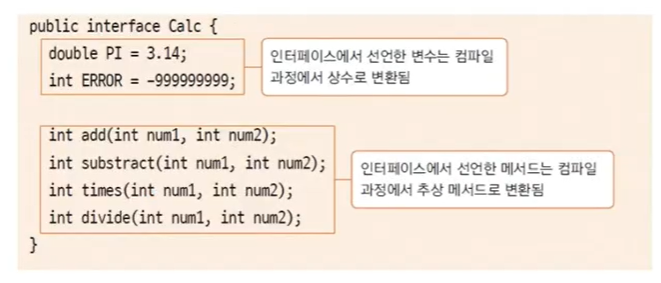 public interface Calc {
double PI = 3.14;
int ERROR = -999999999;
인터페이스에서 선언한 변수는 컴파일
과정에서 상수로 변환됨
int add(int num1, int num2);
int substract(int num1, int num2);
int times(int num1, int num2);
int divide(int num1, int num2);
인터페이스에서 선언한 메서드는 컴파일
과정에서 추상 메서드로 변환됨
}